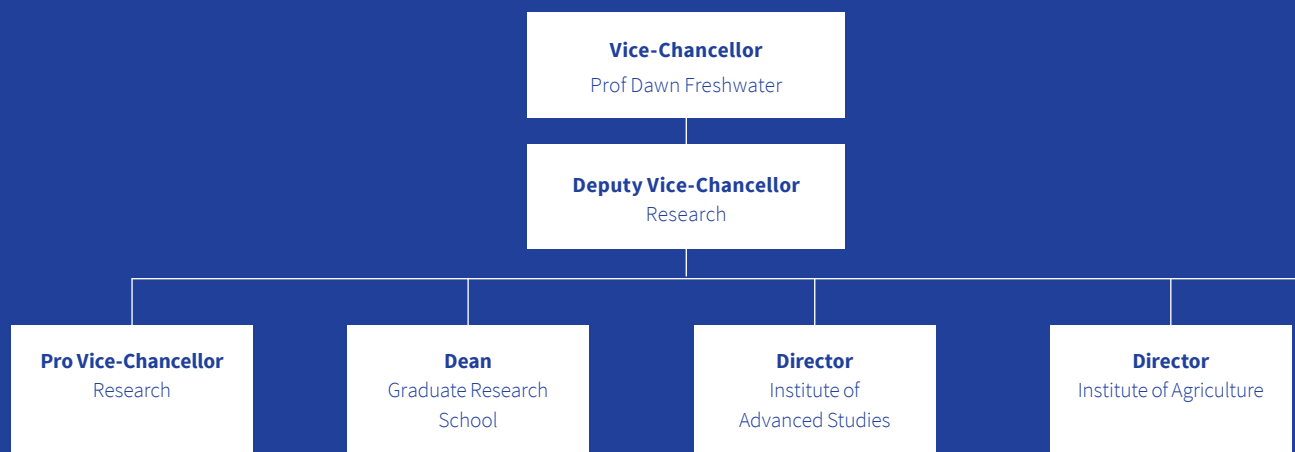 Vice-Chancellor
Prof Dawn Freshwater
Deputy Vice-Chancellor
Research
Pro Vice-Chancellor
Research
Dean
Graduate Research
School
Director
Institute of
Advanced Studies
Director
Institute of Agriculture